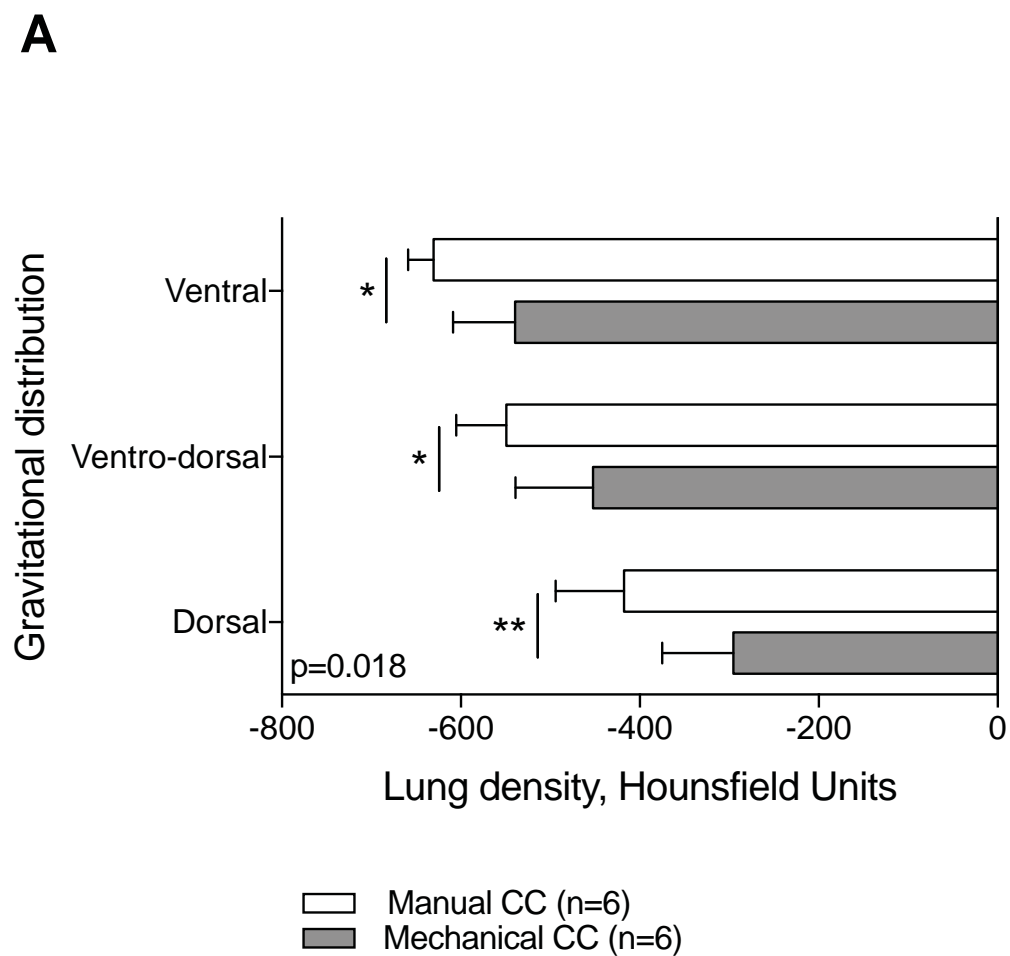 A
Gravitational distribution
Ventral
*
Ventro-dorsal
*
Dorsal
**
p=0.018
-800 -600 -400 -200 0
Lung density, Hounsfield Units
Manual CC (n=6)
Mechanical CC (n=6)